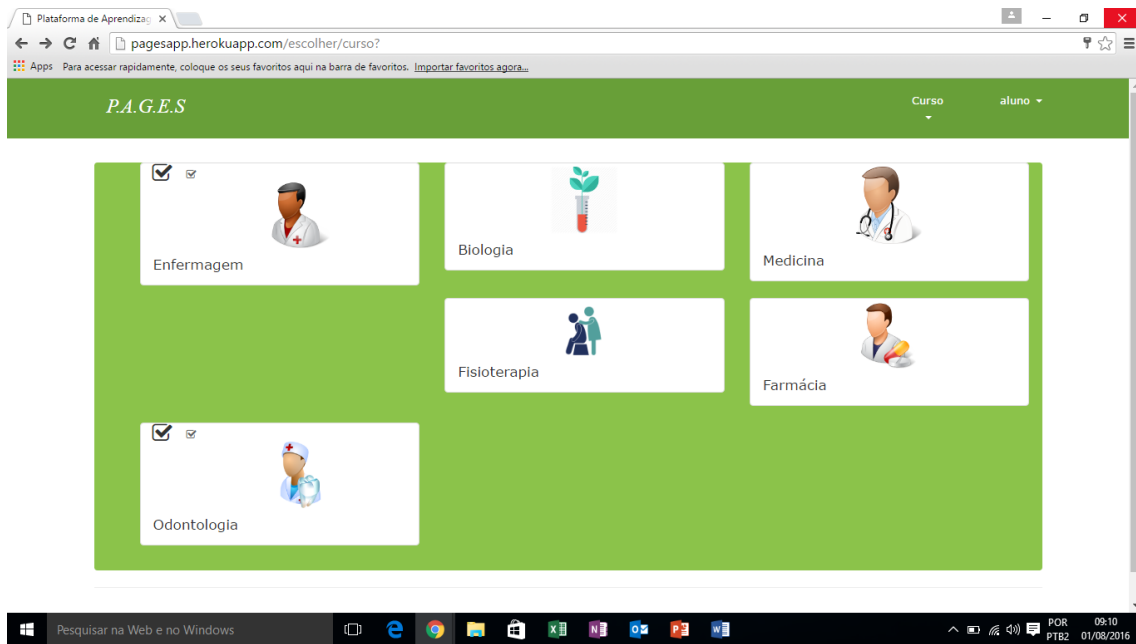 Plataforma de Aprendizag
pagesapp.herokuapp.com/escolher/curso?
Apps Para acessar rapidamente, coloque os seus favoritos aqui na barra de favoritos. Importar favoritos agora...
P.A.G.E.S
Curso
aluno
Enfermagem
Biologia
Medicina
Fisioterapia
Farmácia
Odontologia
Pesquisar na Web e no Windows
POR
PTB2
09:10
01/08/2016